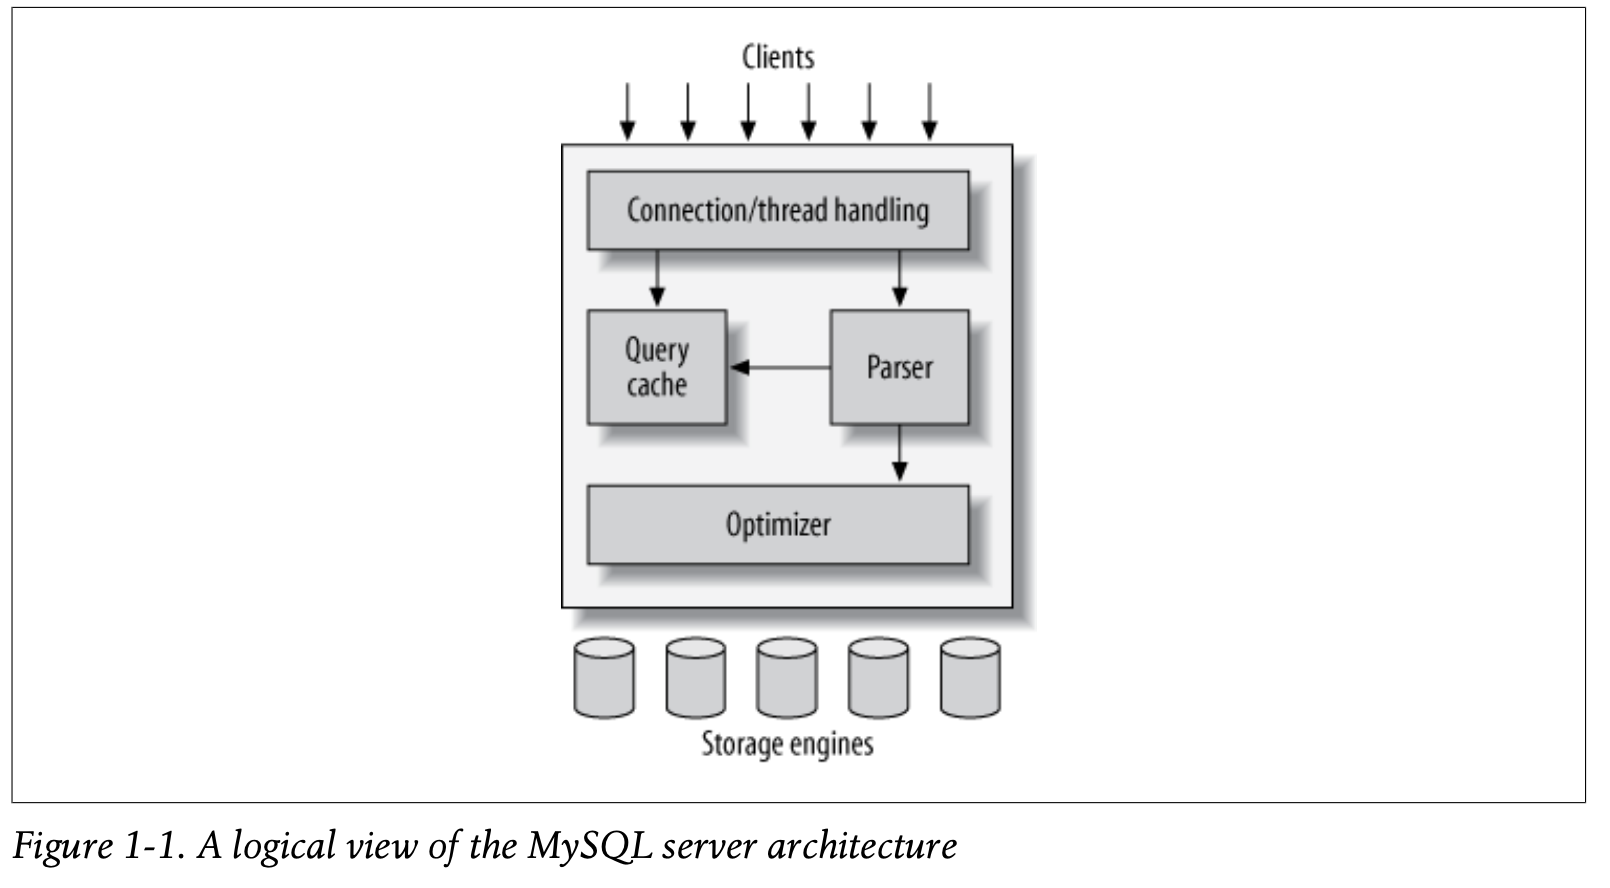 Clients
Connection/thread handling
Query
cache
Parser
Optimizer
Storage engines
Figure 1-1. A logical view of the MySQL server architecture